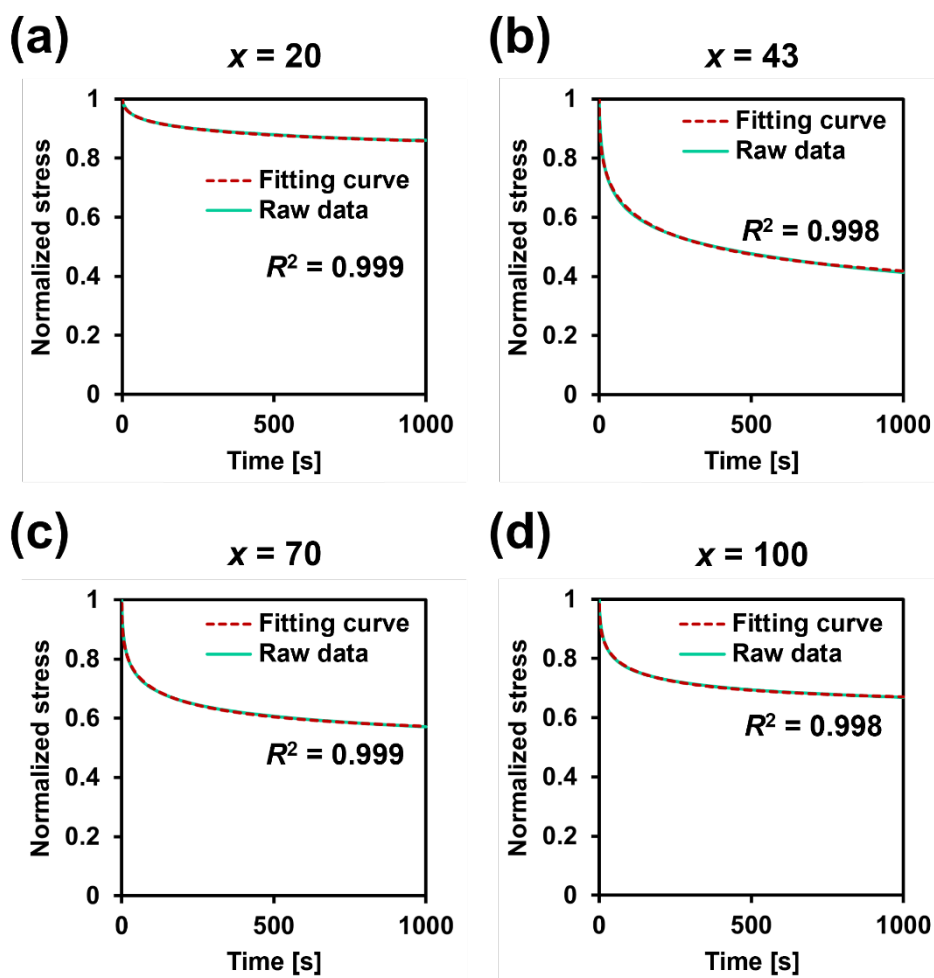 (a)
x = 20
Normalized stress
1
0.8
0.6
0.4
0.2
0
Fitting curve
Raw data
R² = 0.999
0 500 1000
Time [s]
(b)
x = 43
Normalized stress
1
0.8
0.6
0.4
0.2
0
Fitting curve
Raw data
R² = 0.998
0 500 1000
Time [s]
(c)
x = 70
Normalized stress
1
0.8
0.6
0.4
0.2
0
Fitting curve
Raw data
R² = 0.999
0 500 1000
Time [s]
(d)
x = 100
Normalized stress
1
0.8
0.6
0.4
0.2
0
Fitting curve
Raw data
R² = 0.998
0 500 1000
Time [s]